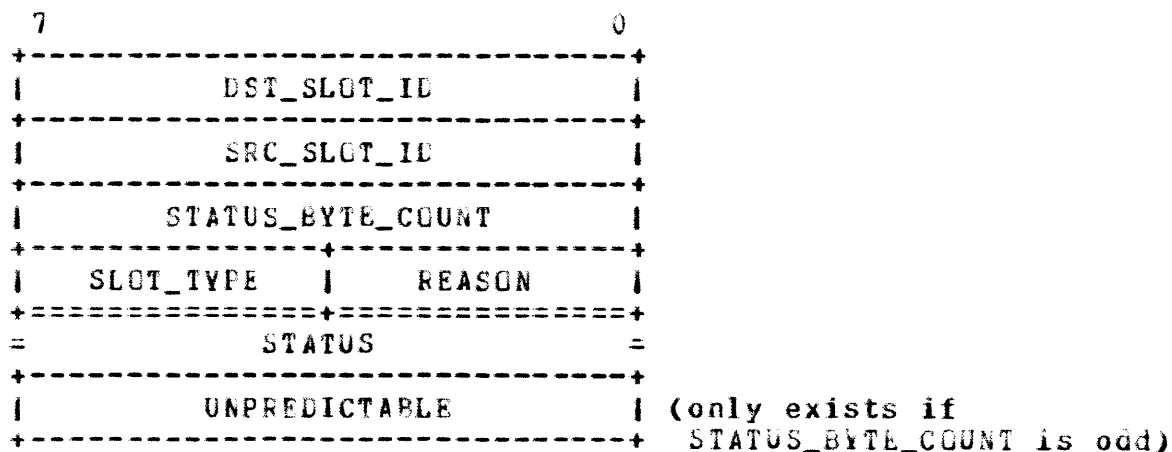 7 0
DST_SLOT_ID
SRC_SLOT_ID
STATUS_BYTE_COUNT
SLOT_TYPE | REASON
STATUS
UNPREDICTABLE (only exists if
STATUS_BYTE_COUNT is odd)